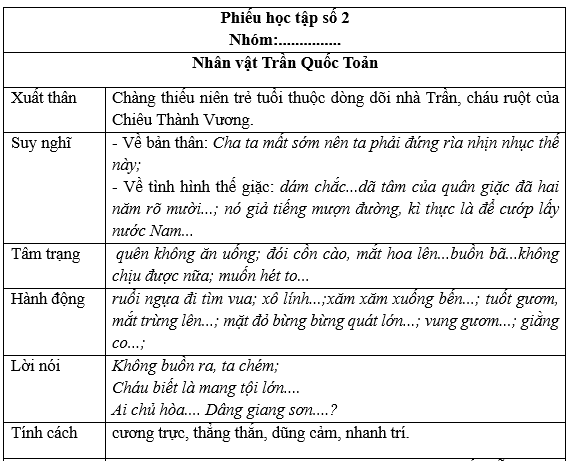 Phiếu học tập số 2
Nhóm:...............
Nhân vật Trần Quốc Toản
Xuất thân
Chàng thiếu niên trẻ tuổi thuộc dòng dõi nhà Trần, cháu ruột của
Chiêu Thành Vương.
Suy nghĩ
- Về bản thân: Cha ta mất sớm nên ta phải đứng rìa nhịn nhục thế
này;
- Về tình hình thế giặc: dám chắc...dã tâm của quân giặc đã hai
năm rõ mười...; nó giả tiếng mượn đường, kì thực là để cướp lấy
nước Nam...
Tâm trạng
quên không ăn uống; đói cồn cào, mắt hoa lên...buồn bã...không
chịu được nữa; muốn hét to...
Hành động
ruổi ngựa đi tìm vua; xô lính...;xăm xăm xuống bến...; tuốt gươm,
mắt trừng lên...; mặt đỏ bừng bừng quát lớn...; vung gươm...; giằng
co...;
Lời nói
Không buồn ra, ta chém;
Cháu biết là mang tội lớn....
Ai chủ hòa.... Dâng giang sơn....?
Tính cách
cương trực, thẳng thắn, dũng cảm, nhanh trí.